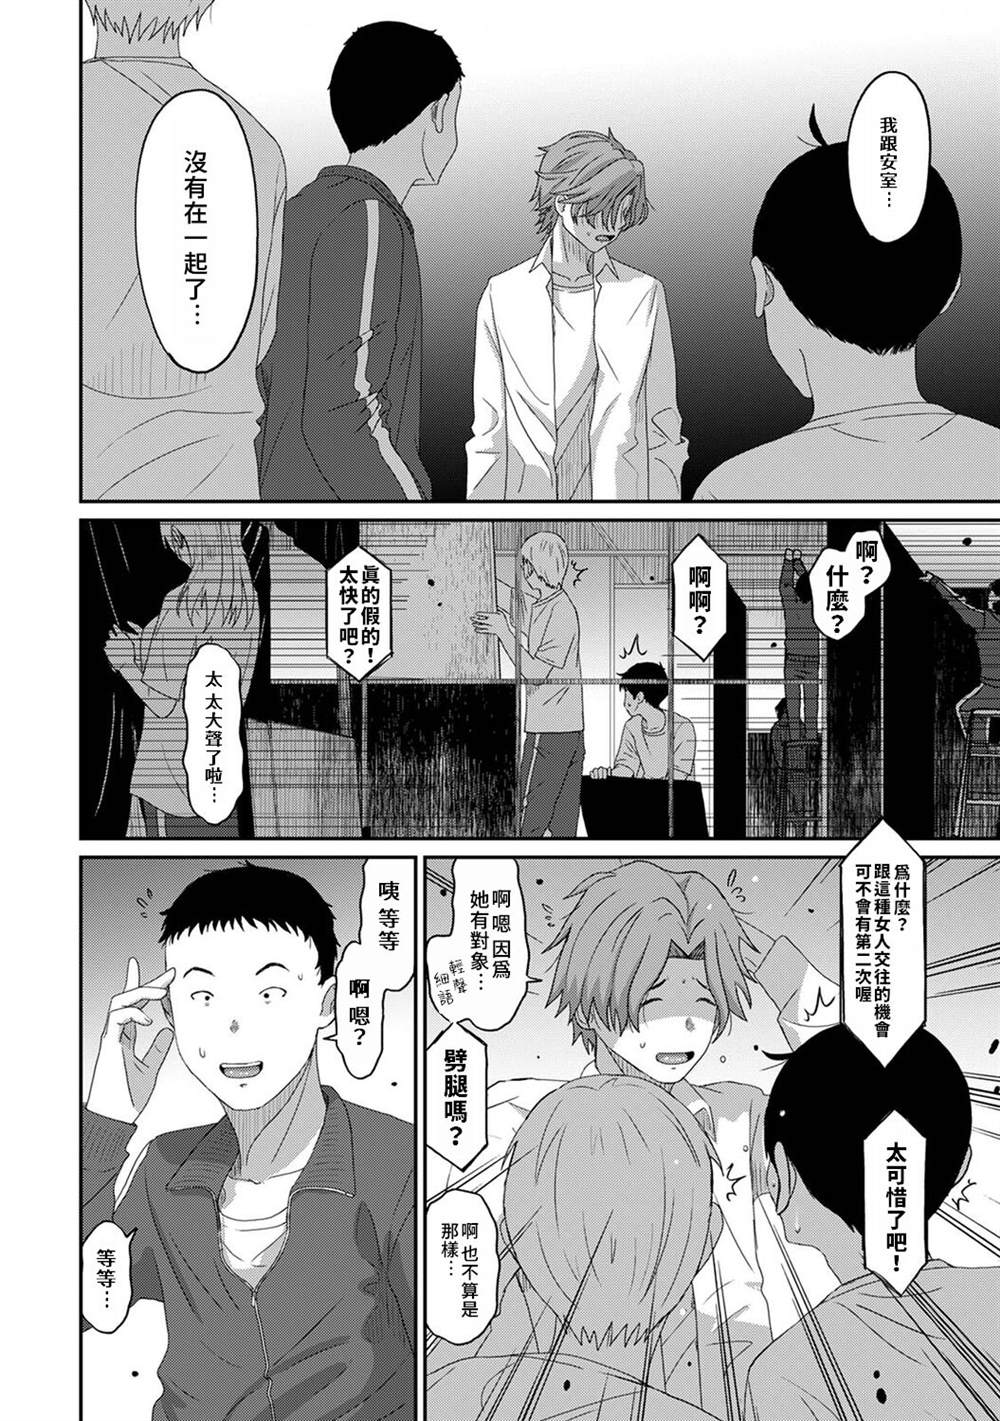 我跟安室…
沒有在一起了…
啊？
什麼？
啊啊？
真的假的！
太快了吧？
太 太大聲了啦…
為什麼？
跟這種女人交往的機會
可不會有第二次喔
太可惜了吧！
啊 嗯 因為
她有對象…
輕聲
細語
劈腿嗎？
啊 也不算是
那樣…
咦 等等
啊 嗯？
等等…